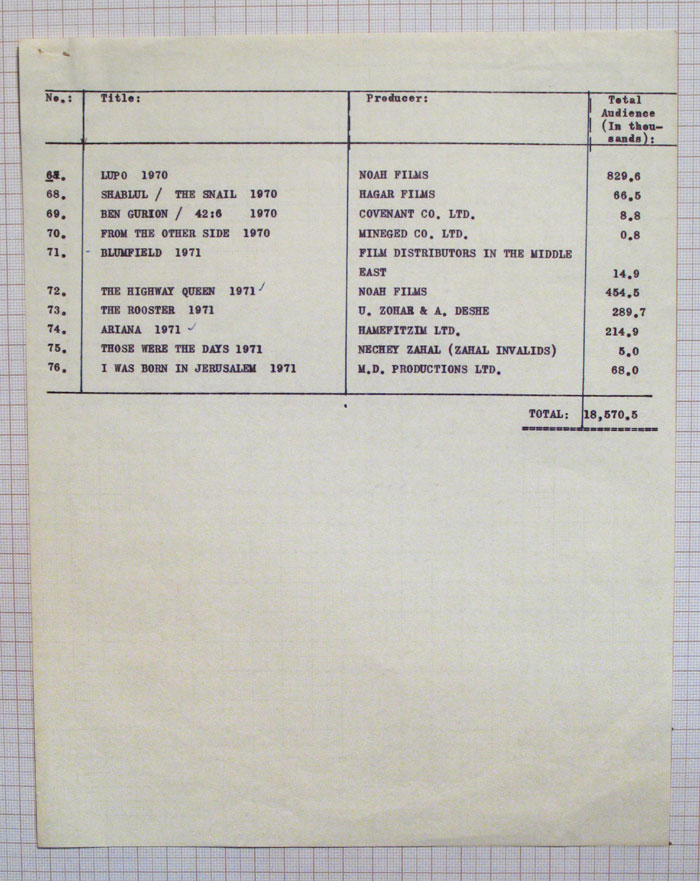 No.: Title: Producer: Total
Audience
(In thou-
sands):
LUPO 1970 NOAH FILMS 829.6
68. SHABLUL / THE SNAIL 1970 HAGAR FILMS 66.5
69. BEN GURION / 42:6 1970 COVENANT CO. LTD. 8.8
70. FROM THE OTHER SIDE 1970 MINEGED CO. LTD. 0.8
71. - BLUMFIELD 1971 FILM DISTRIBUTORS IN THE MIDDLE
EAST 14.9
72. THE HIGHWAY QUEEN 1971 ✓ NOAH FILMS 454.5
73. THE ROOSTER 1971 U. ZOHAR & A. DESHE 289.7
74. ARIANA 1971 ✓ HAMEFITZIM LTD. 214.9
75. THOSE WERE THE DAYS 1971 NECHEY ZAHAL (ZAHAL INVALIDS) 5.0
76. I WAS BORN IN JERUSALEM 1971 M.D. PRODUCTIONS LTD. 68.0
TOTAL: 18,570.5